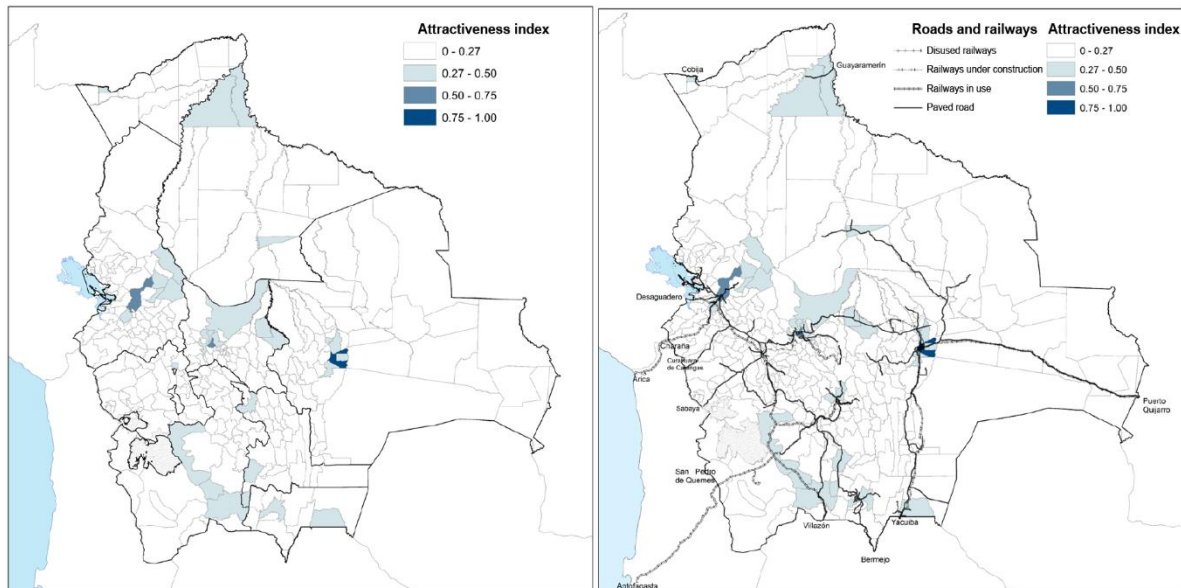 Attractiveness index
0 - 0.27
0.27 - 0.50
0.50 - 0.75
0.75 - 1.00
Roads and railways
Disused railways
Railways under construction
Railways in use
Paved road
Attractiveness index
0 - 0.27
0.27 - 0.50
0.50 - 0.75
0.75 - 1.00
Cobija
Guayaramerín
Desaguadero
Charaña
Curahuara
de Carangas
Arica
Sabaya
Puerto
Quijarro
San Pedro
de Quemes
Villazón
Yacuiba
Bermejo
Antofagasta